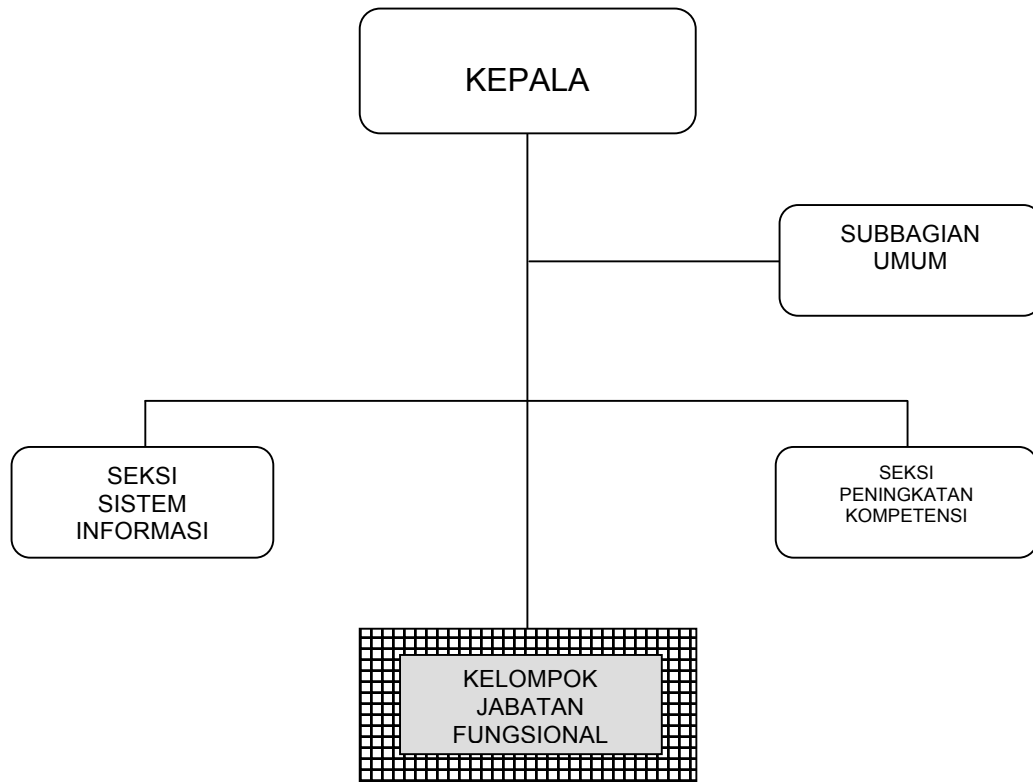 KEPALA
SUBBAGIAN
UMUM
SEKSI
SISTEM
INFORMASI
SEKSI
PENINGKATAN
KOMPETENSI
KELOMPOK
JABATAN
FUNGSIONAL